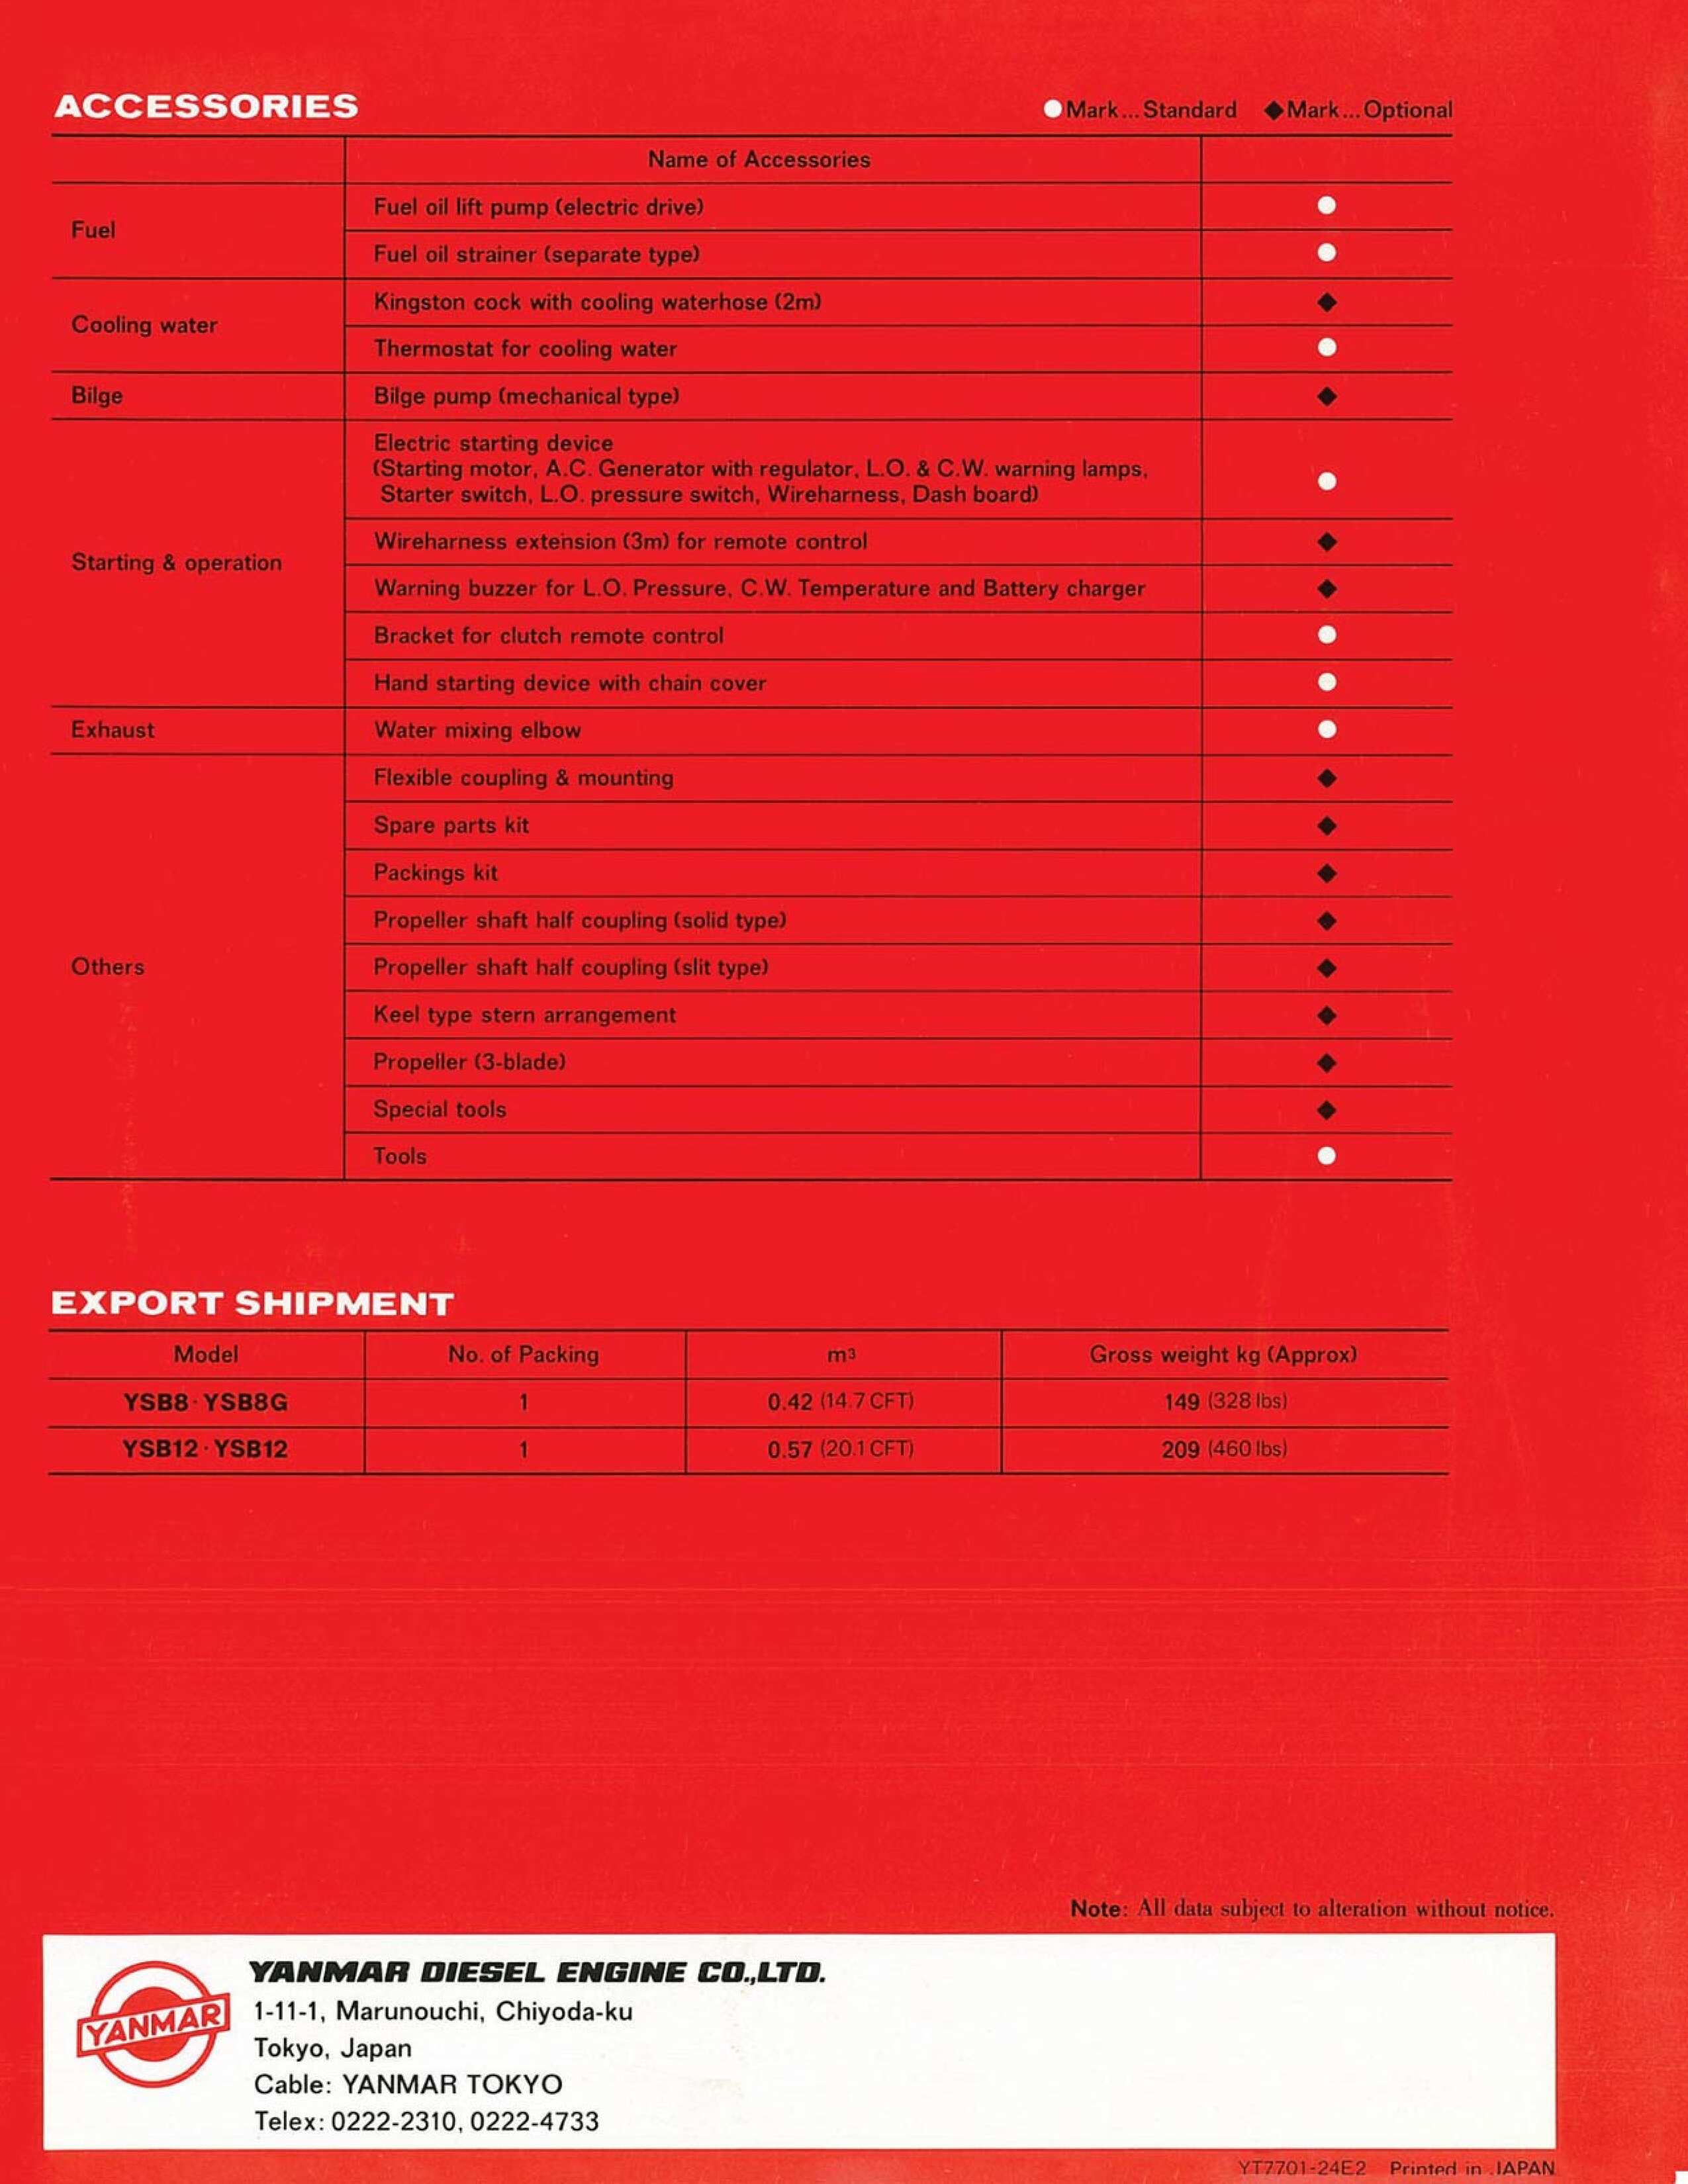 ACCESSORIES
●Mark...Standard ◆Mark...Optional
Name of Accessories
Fuel
Fuel oil lift pump (electric drive) ●
Fuel oil strainer (separate type) ●
Cooling water
Kingston cock with cooling waterhose (2m) ◆
Thermostat for cooling water ●
Bilge Bilge pump (mechanical type) ◆
Starting & operation
Electric starting device
(Starting motor, A.C. Generator with regulator, L.O. & C.W. warning lamps,
Starter switch, L.O. pressure switch, Wireharness, Dash board) ●
Wireharness extension (3m) for remote control ◆
Warning buzzer for L.O. Pressure, C.W. Temperature and Battery charger ◆
Bracket for clutch remote control ●
Hand starting device with chain cover ●
Exhaust Water mixing elbow ●
Others
Flexible coupling & mounting ◆
Spare parts kit ◆
Packings kit ◆
Propeller shaft half coupling (solid type) ◆
Propeller shaft half coupling (slit type) ◆
Keel type stern arrangement ◆
Propeller (3-blade) ◆
Special tools ◆
Tools ●
EXPORT SHIPMENT
Model No. of Packing m³ Gross weight kg (Approx)
YSB8·YSB8G 1 0.42 (14.7 CFT) 149 (328 lbs)
YSB12·YSB12 1 0.57 (20.1 CFT) 209 (460 lbs)
Note: All data subject to alteration without notice.
YANMAR
YANMAR DIESEL ENGINE CO.,LTD.
1-11-1, Marunouchi, Chiyoda-ku
Tokyo, Japan
Cable: YANMAR TOKYO
Telex: 0222-2310, 0222-4733
YT7701-24E2 Printed in JAPAN